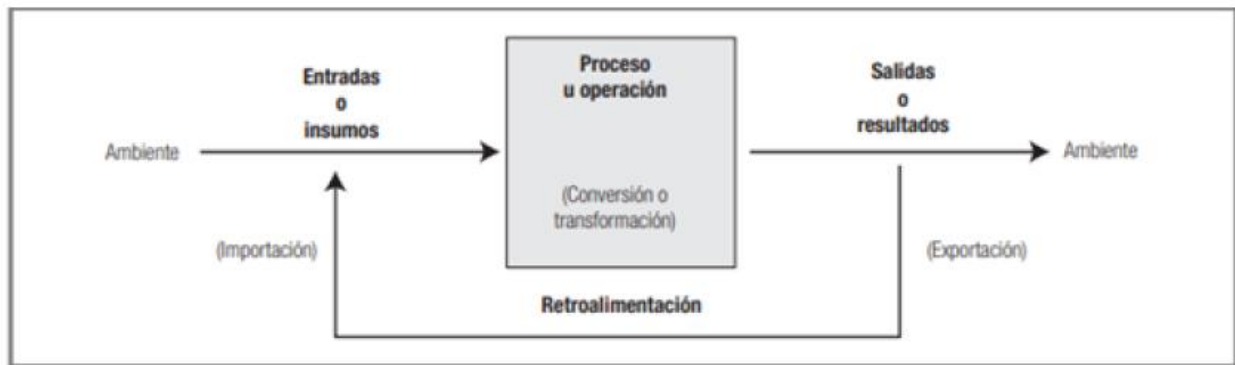 Ambiente
Entradas
o
insumos
(Importación)
Proceso
u operación
(Conversión o
transformación)
Salidas
o
resultados
Ambiente
(Exportación)
Retroalimentación